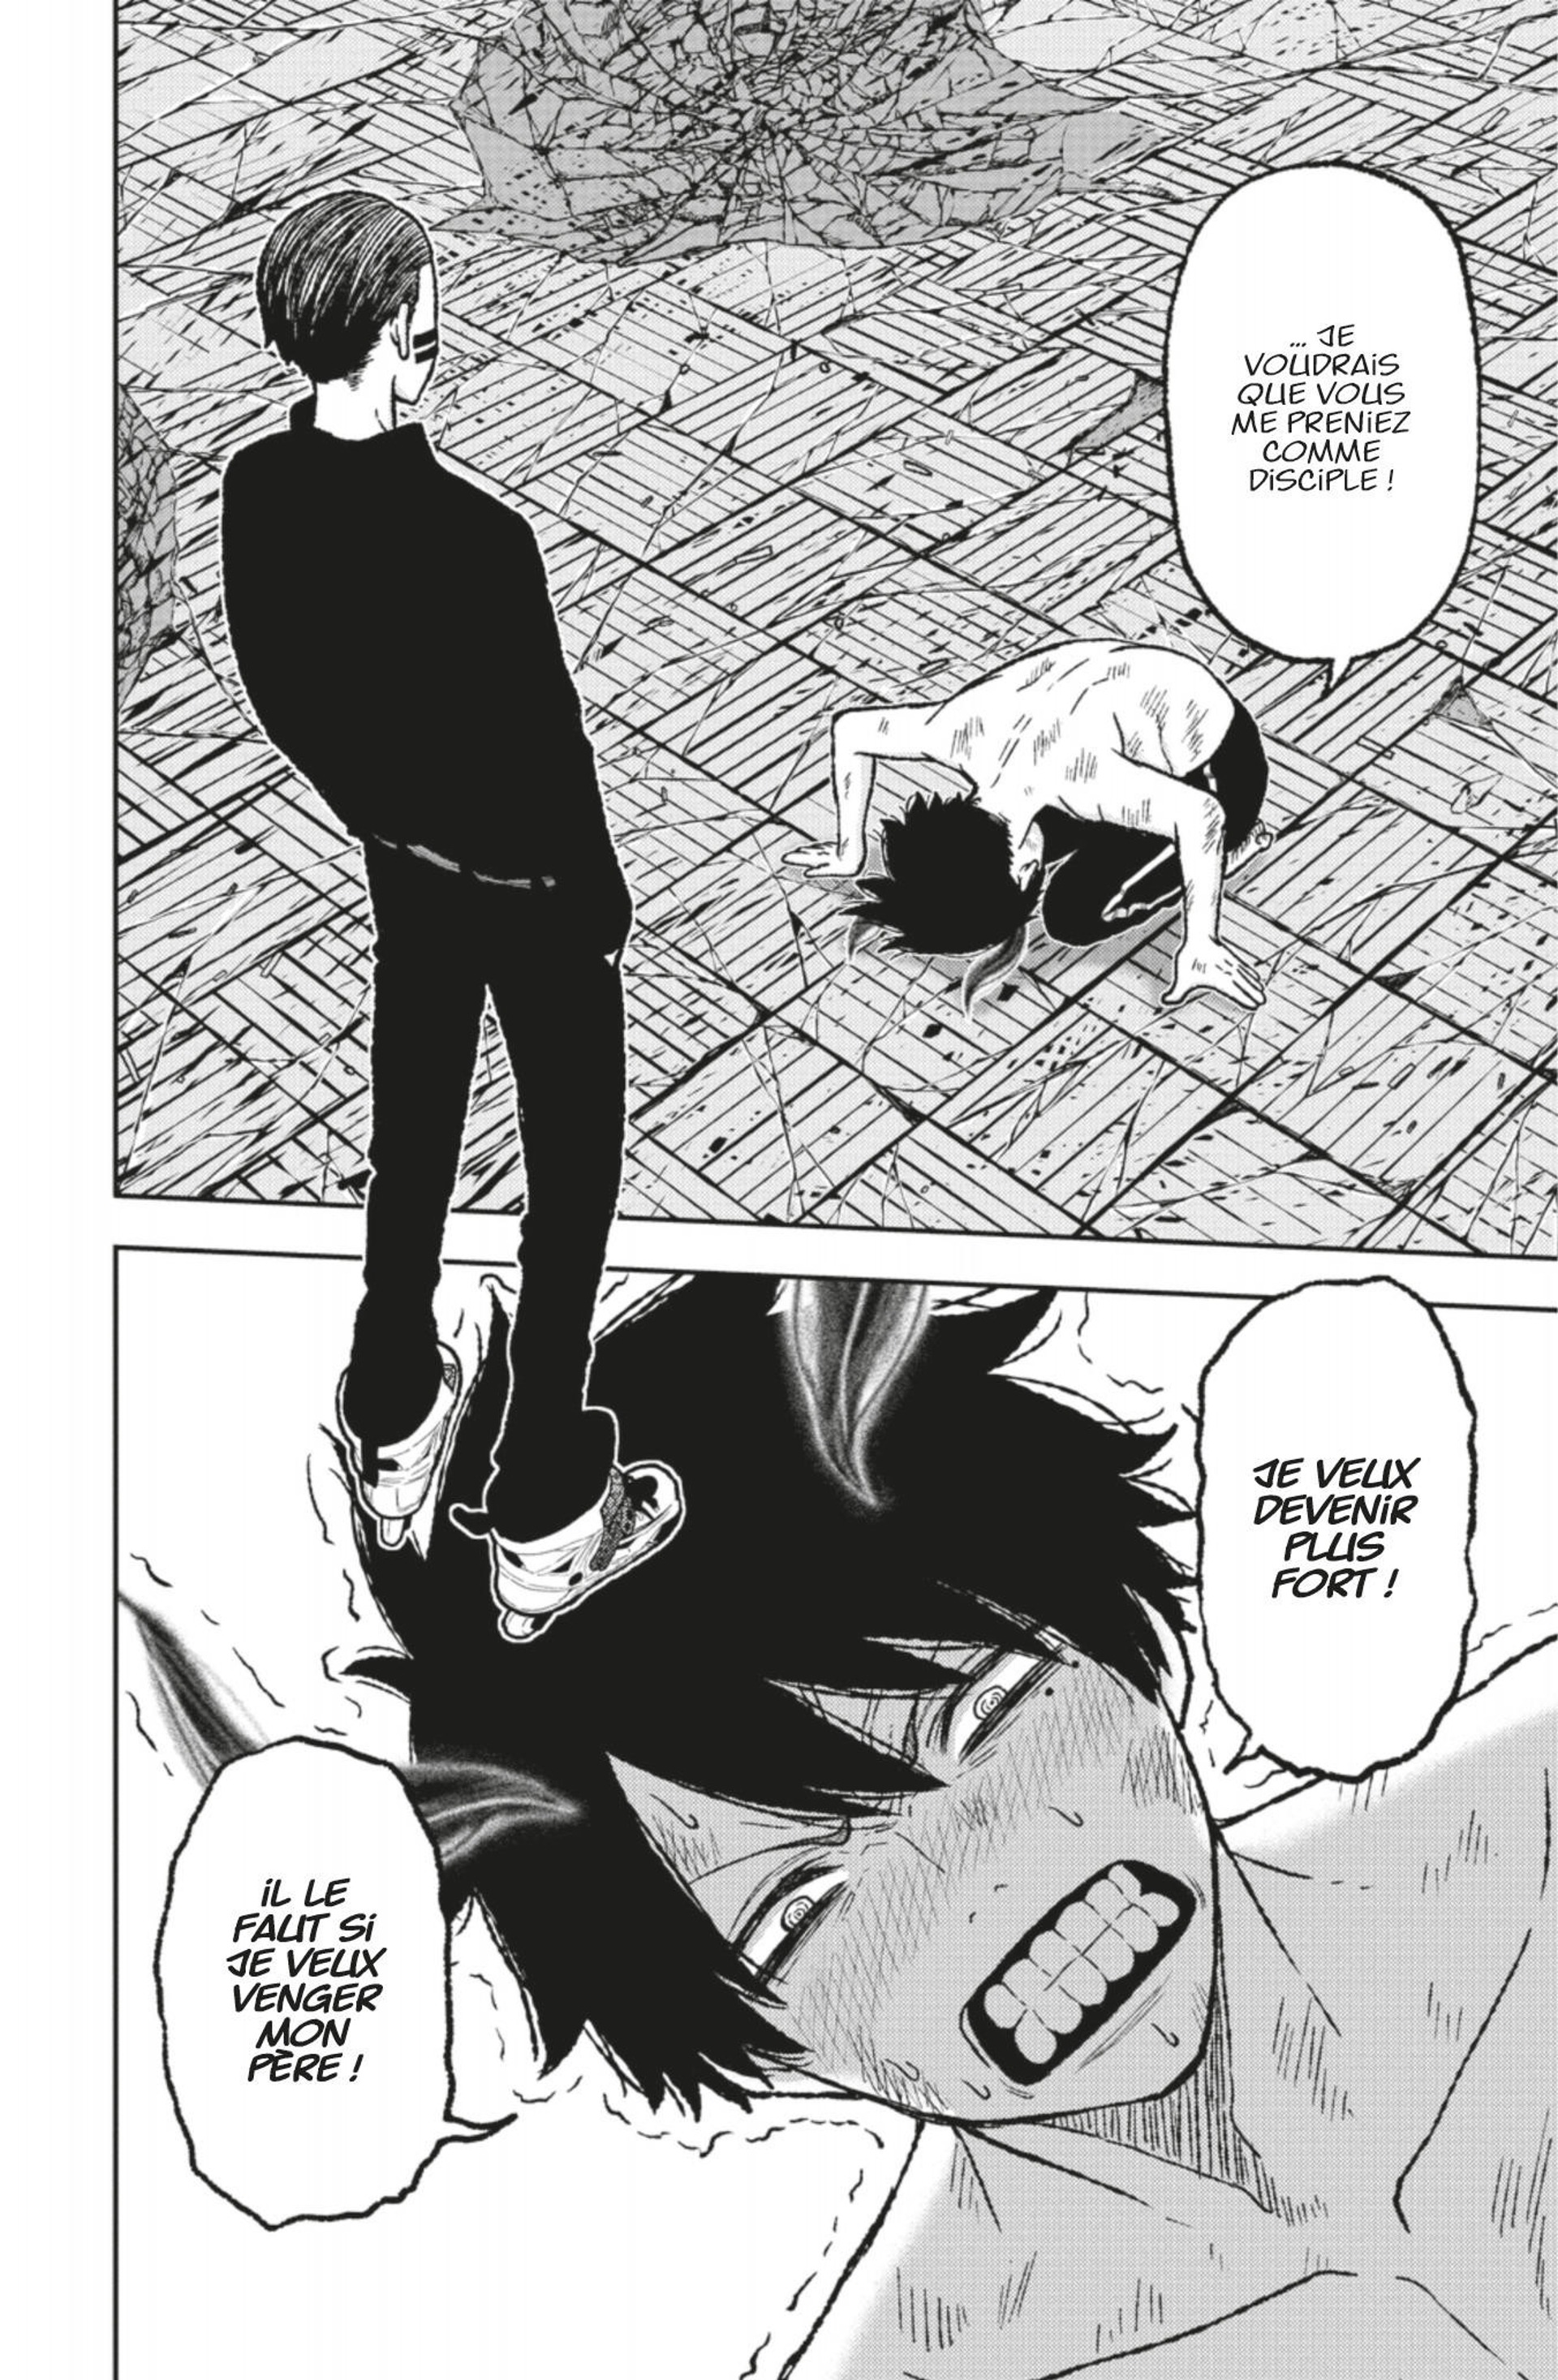 ... JE
VOUDRAIS
QUE VOUS
ME PRENIEZ
COMME
DISCIPLE !
JE VEUX
DEVENIR
PLUS
FORT !
IL LE
FAUT SI
JE VEUX
VENGER
MON
PÈRE !